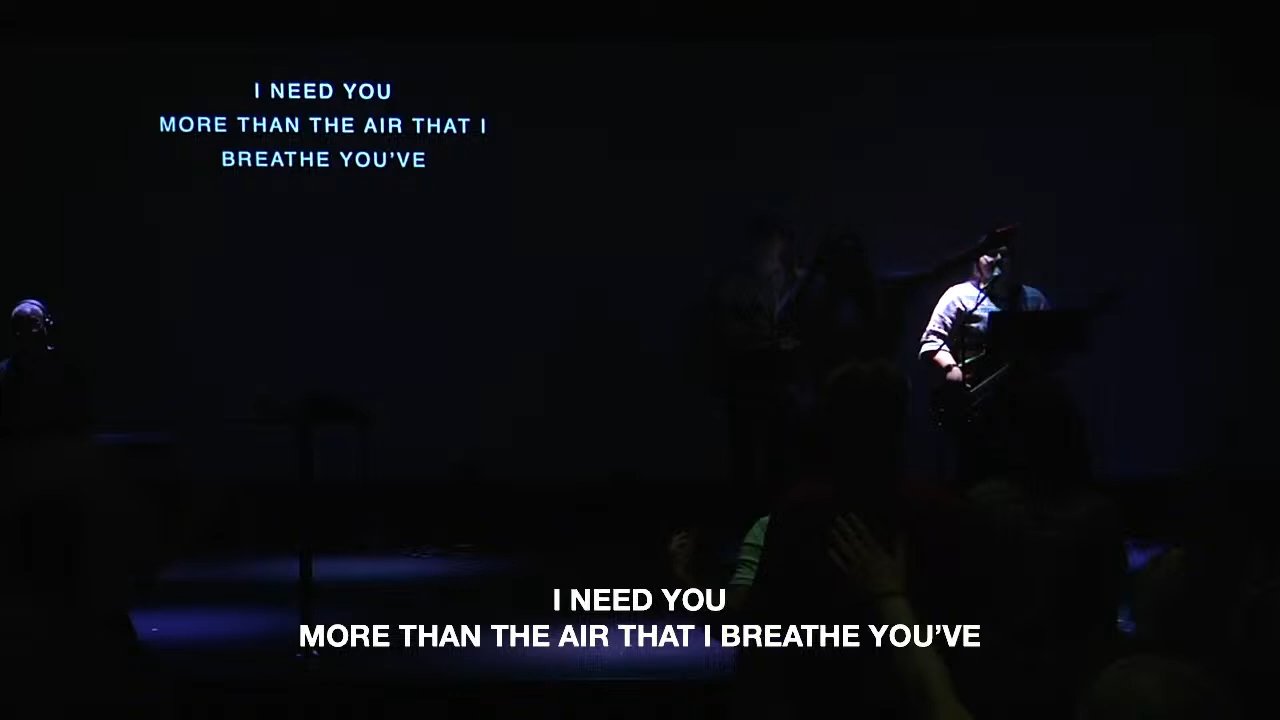 I NEED YOU
MORE THAN THE AIR THAT I
BREATHE YOU'VE
I NEED YOU
MORE THAN THE AIR THAT I BREATHE YOU'VE